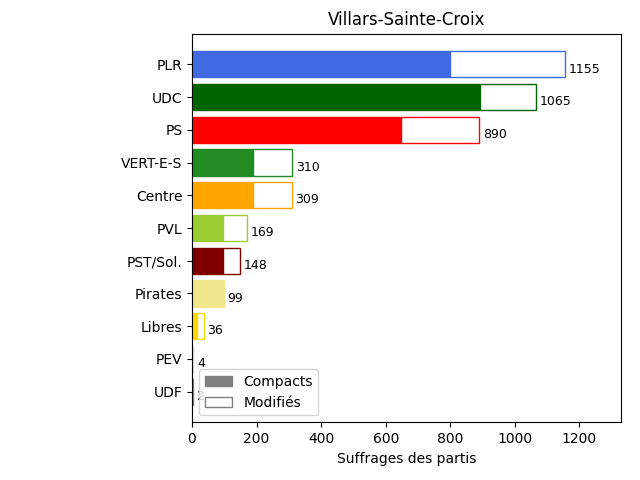 Villars-Sainte-Croix
PLR 1155
UDC 1065
PS 890
VERT-E-S 310
Centre 309
PVL 169
PST/Sol. 148
Pirates 99
Libres 36
PEV 4
UDF
Compacts
Modifiés
0 200 400 600 800 1000 1200
Suffrages des partis